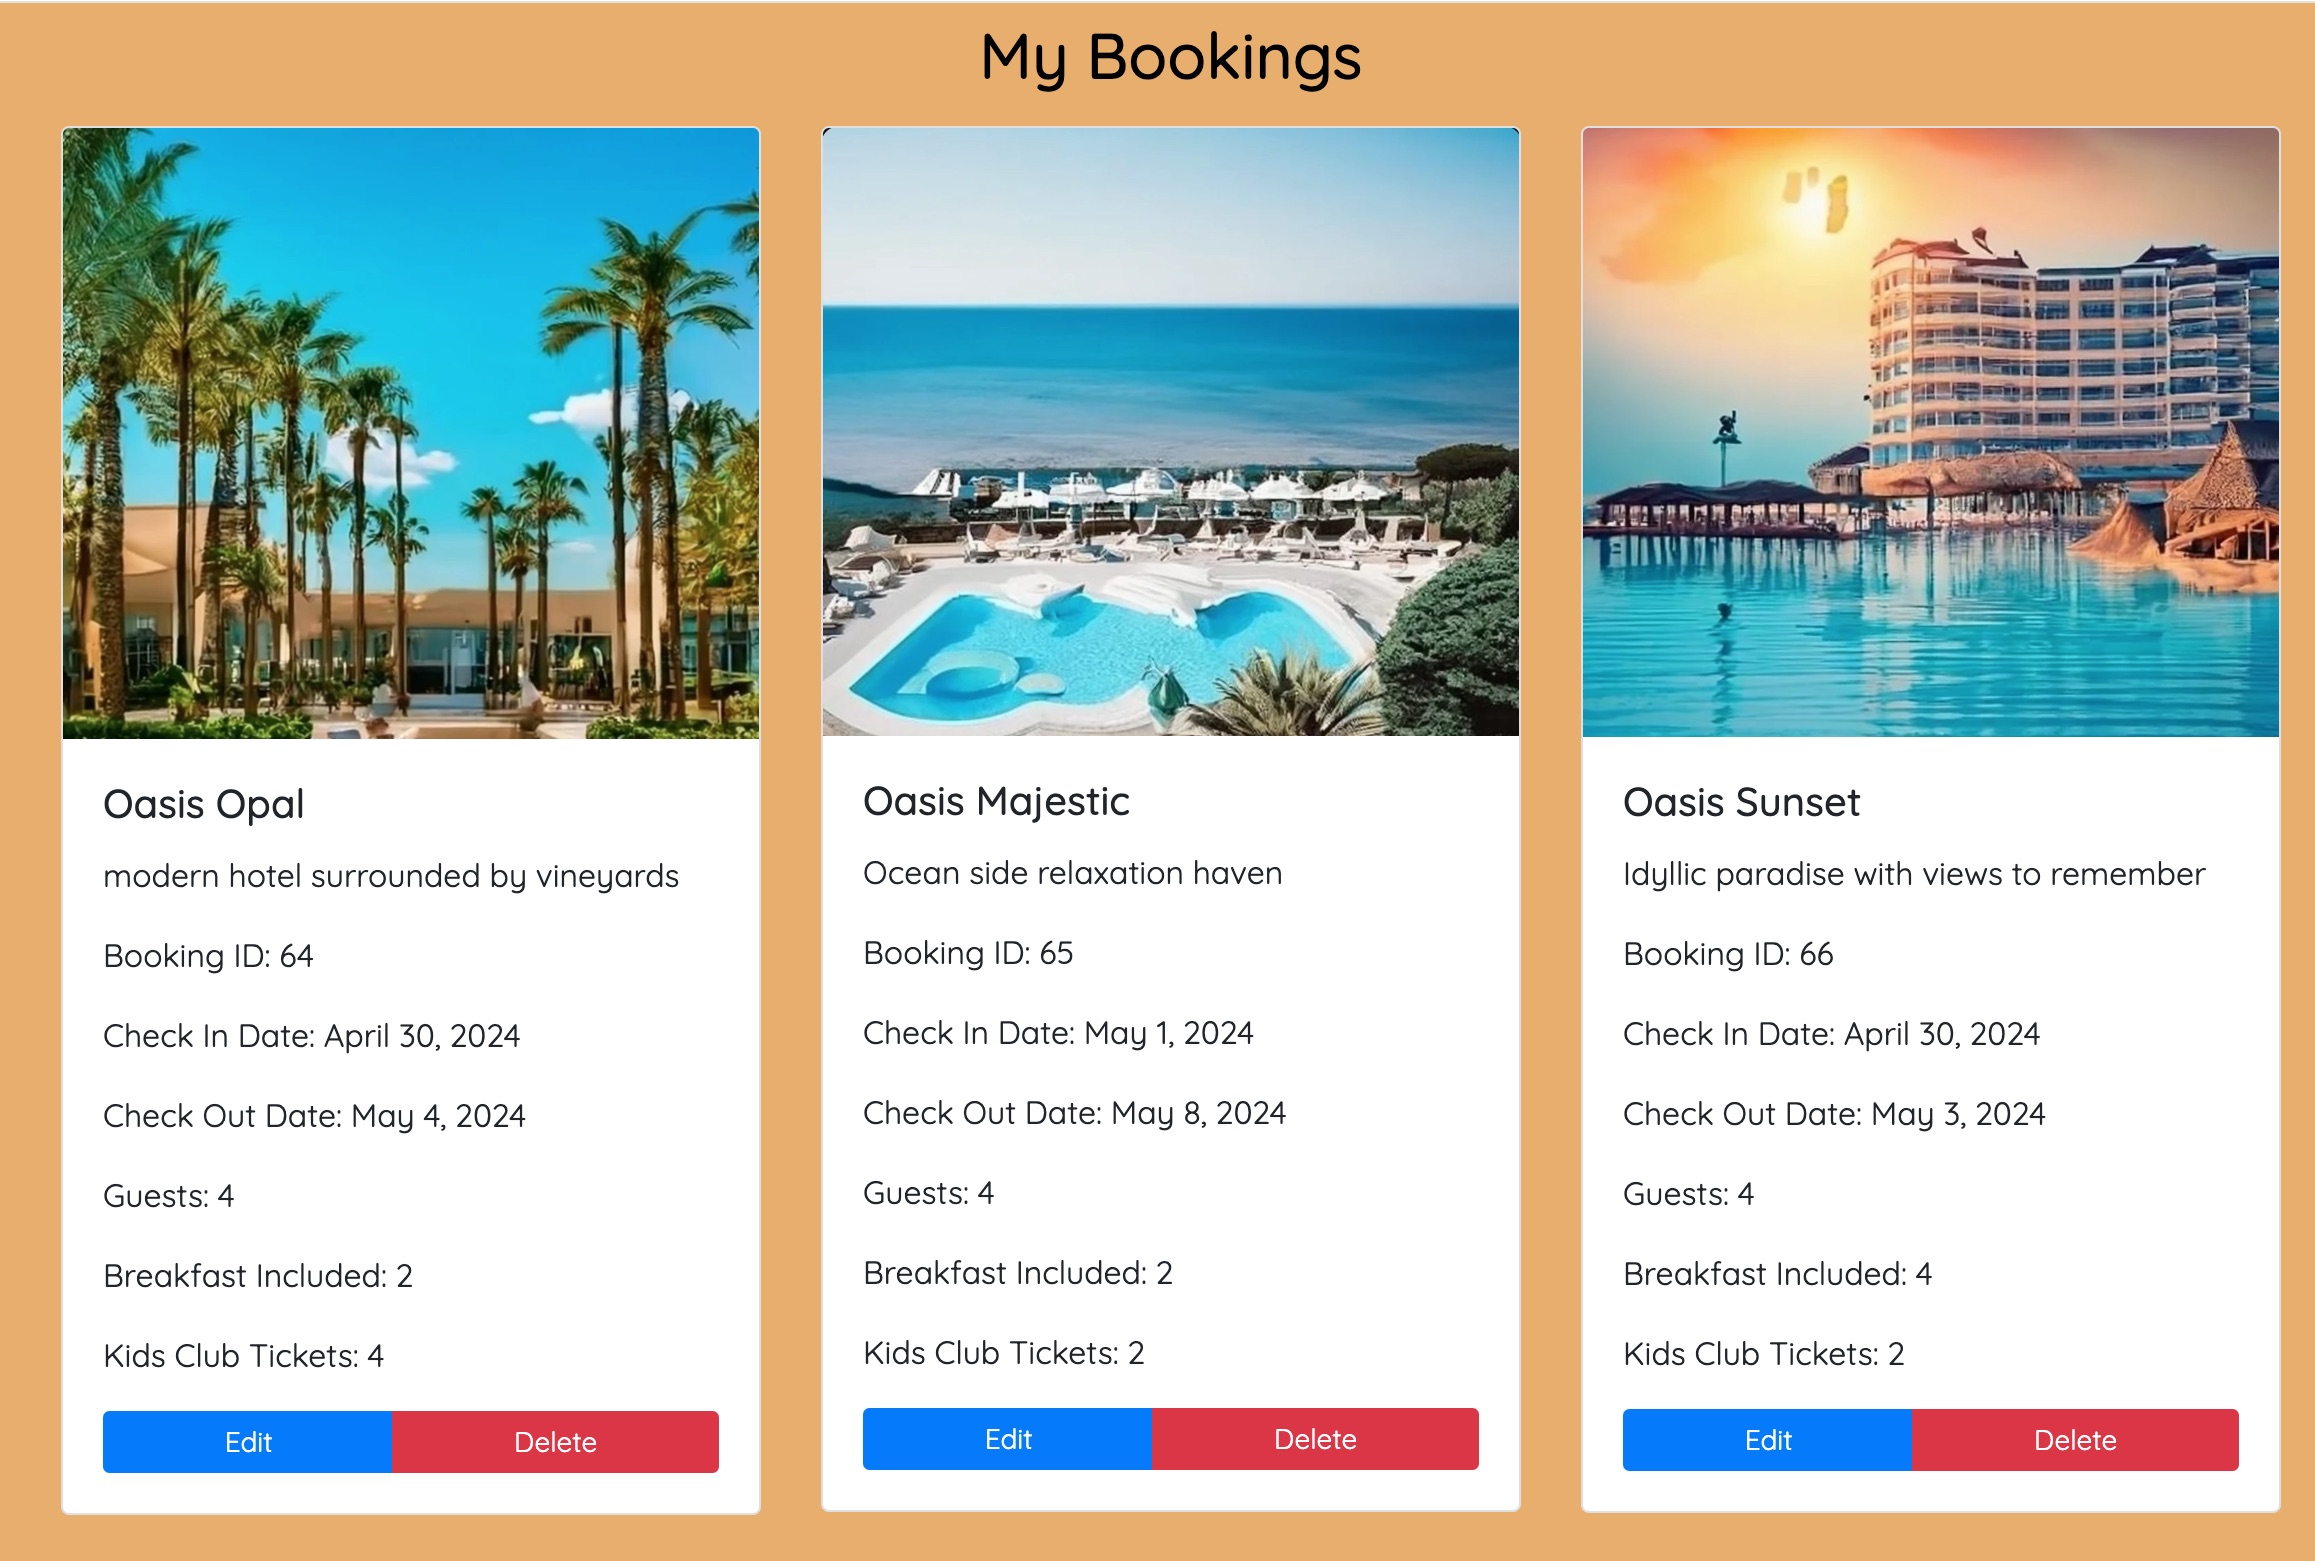 My Bookings
Oasis Opal
modern hotel surrounded by vineyards
Booking ID: 64
Check In Date: April 30, 2024
Check Out Date: May 4, 2024
Guests: 4
Breakfast Included: 2
Kids Club Tickets: 4
Edit
Delete
Oasis Majestic
Ocean side relaxation haven
Booking ID: 65
Check In Date: May 1, 2024
Check Out Date: May 8, 2024
Guests: 4
Breakfast Included: 2
Kids Club Tickets: 2
Edit
Delete
Oasis Sunset
Idyllic paradise with views to remember
Booking ID: 66
Check In Date: April 30, 2024
Check Out Date: May 3, 2024
Guests: 4
Breakfast Included: 4
Kids Club Tickets: 2
Edit
Delete